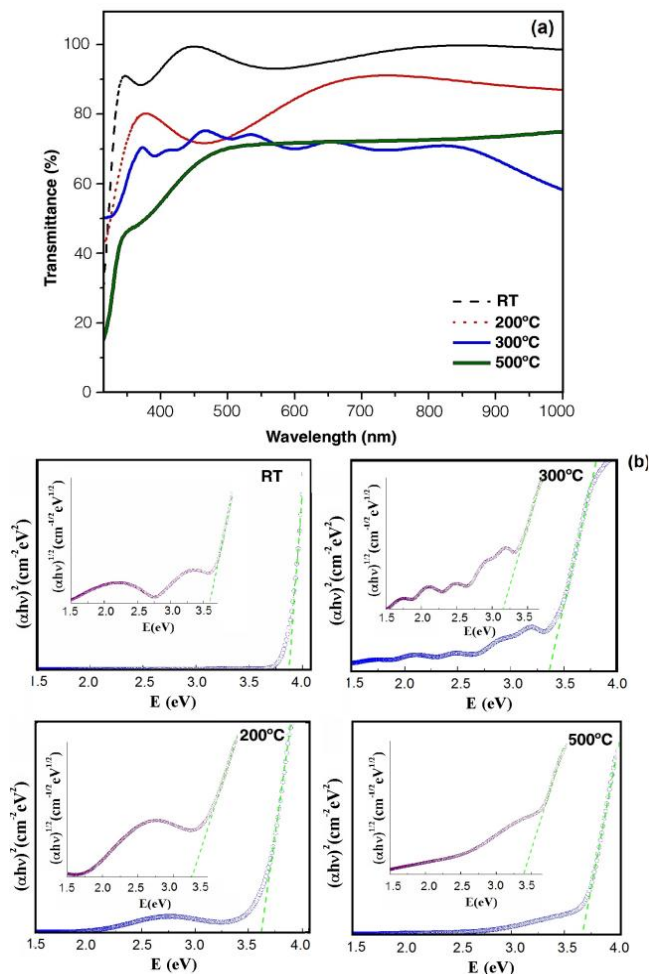 (a)
100
80
60
40
20
0
Transmittance (%)
RT
200ºC
300ºC
500ºC
400 500 600 700 800 900 1000
Wavelength (nm)
(b)
RT
(αhν)² (cm⁻²eV²)
(αhν)¹/² (cm⁻¹/² eV¹/²)
1.5 2.0 2.5 3.0 3.5
E(eV)
1.5 2.0 2.5 3.0 3.5 4.0
E (eV)
300ºC
(αhν)² (cm⁻²eV²)
(αhν)¹/² (cm⁻¹/² eV¹/²)
1.5 2.0 2.5 3.0 3.5
E(eV)
1.5 2.0 2.5 3.0 3.5 4.0
E (eV)
200ºC
(αhν)² (cm⁻²eV²)
(αhν)¹/² (cm⁻¹/² eV¹/²)
1.5 2.0 2.5 3.0 3.5
E(eV)
1.5 2.0 2.5 3.0 3.5 4.0
E (eV)
500ºC
(αhν)² (cm⁻²eV²)
(αhν)¹/² (cm⁻¹/² eV¹/²)
1.5 2.0 2.5 3.0 3.5
E(eV)
1.5 2.0 2.5 3.0 3.5 4.0
E (eV)